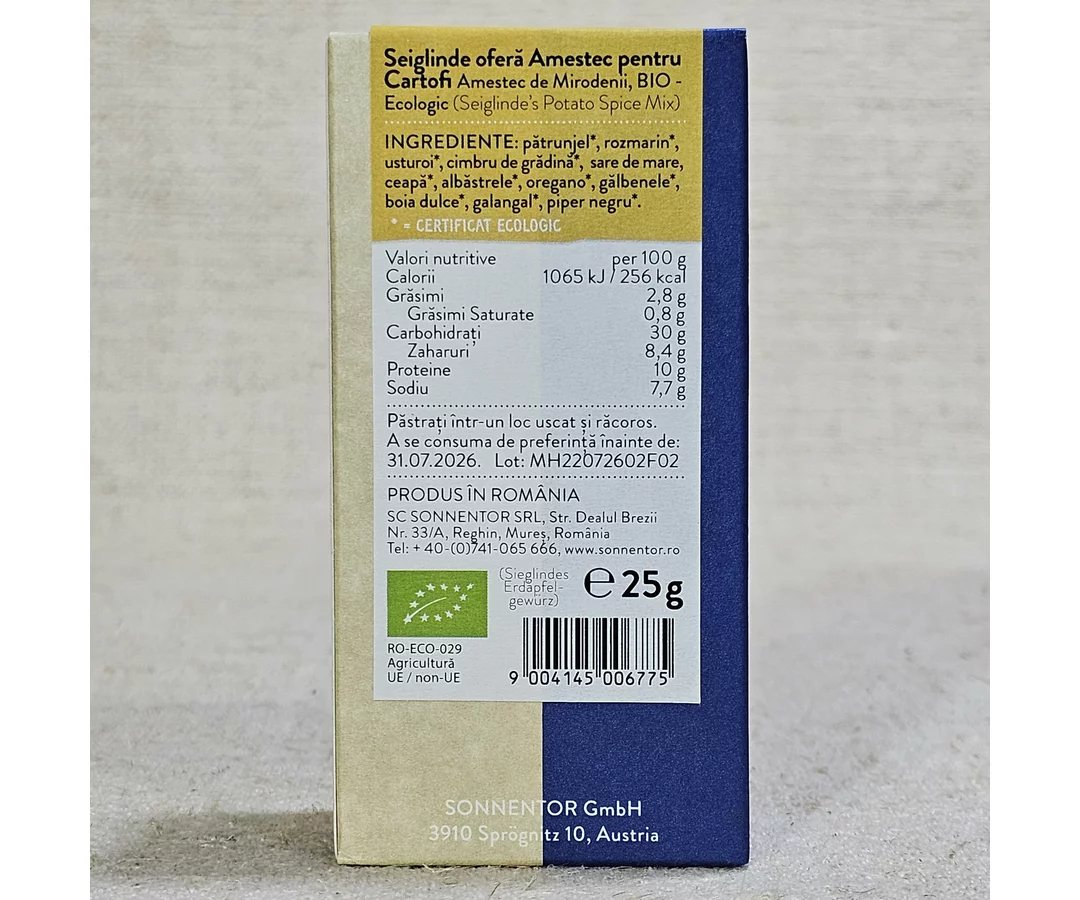 Seiglinde oferă Amestec pentru
Cartofi Amestec de Mirodenii, BIO -
Ecologic (Seiglinde's Potato Spice Mix)
INGREDIENTE: pătrunjel*, rozmarin*,
usturoi*, cimbru de grădină*, sare de mare,
ceapă*, albăstrele*, oregano*, gălbenele*,
boia dulce*, galangal*, piper negru*.
* = CERTIFICAT ECOLOGIC
Valori nutritive per 100 g
Calorii 1065 kJ / 256 kcal
Grăsimi 2,8 g
Grăsimi Saturate 0,8 g
Carbohidrați 30 g
Zaharuri 8,4 g
Proteine 10 g
Sodiu 7,7 g
Păstrați într-un loc uscat și răcoros.
A se consuma de preferință înainte de:
31.07.2026. Lot: MH22072602F02
PRODUS ÎN ROMÂNIA
SC SONNENTOR SRL, Str. Dealul Brezii
Nr. 33/A, Reghin, Mureș, România
Tel: + 40-(0)741-065 666, www.sonnentor.ro
(Sieglindes
Erdäpfel-
gewürz)
℮ 25g
RO-ECO-029
Agricultură
UE / non-UE
9 004145 006775
SONNENTOR GmbH
3910 Sprögnitz 10, Austria